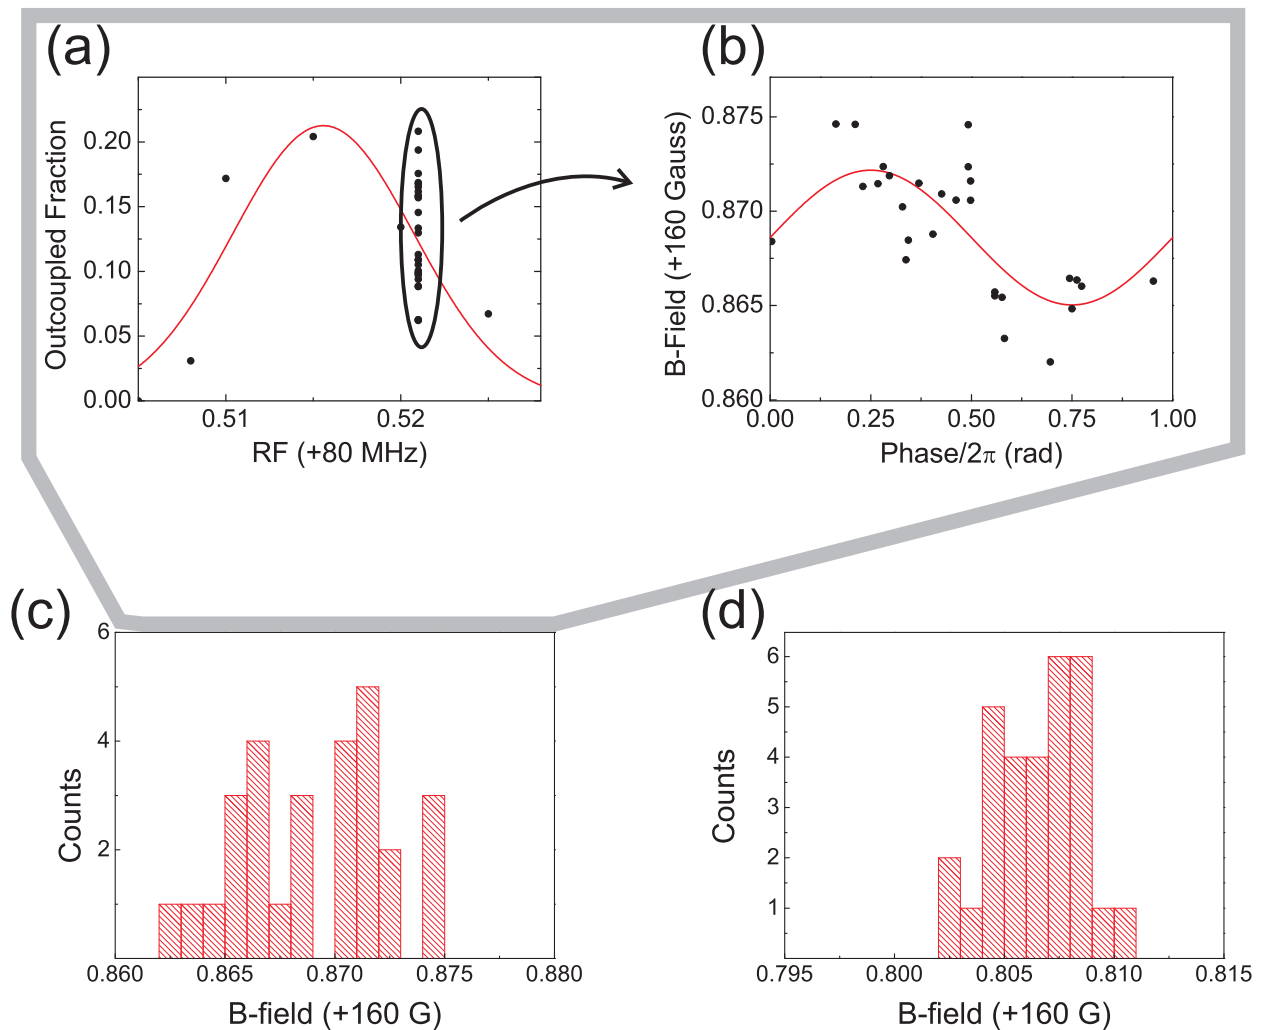 (a)
Outcoupled Fraction
0.20
0.15
0.10
0.05
0.00
0.51
0.52
RF (+80 MHz)
(b)
B-Field (+160 Gauss)
0.875
0.870
0.865
0.860
0.00
0.25
0.50
0.75
1.00
Phase/2π (rad)
(c)
Counts
6
4
2
0.860
0.865
0.870
0.875
0.880
B-field (+160 G)
(d)
Counts
6
5
4
3
2
1
0.795
0.800
0.805
0.810
0.815
B-field (+160 G)